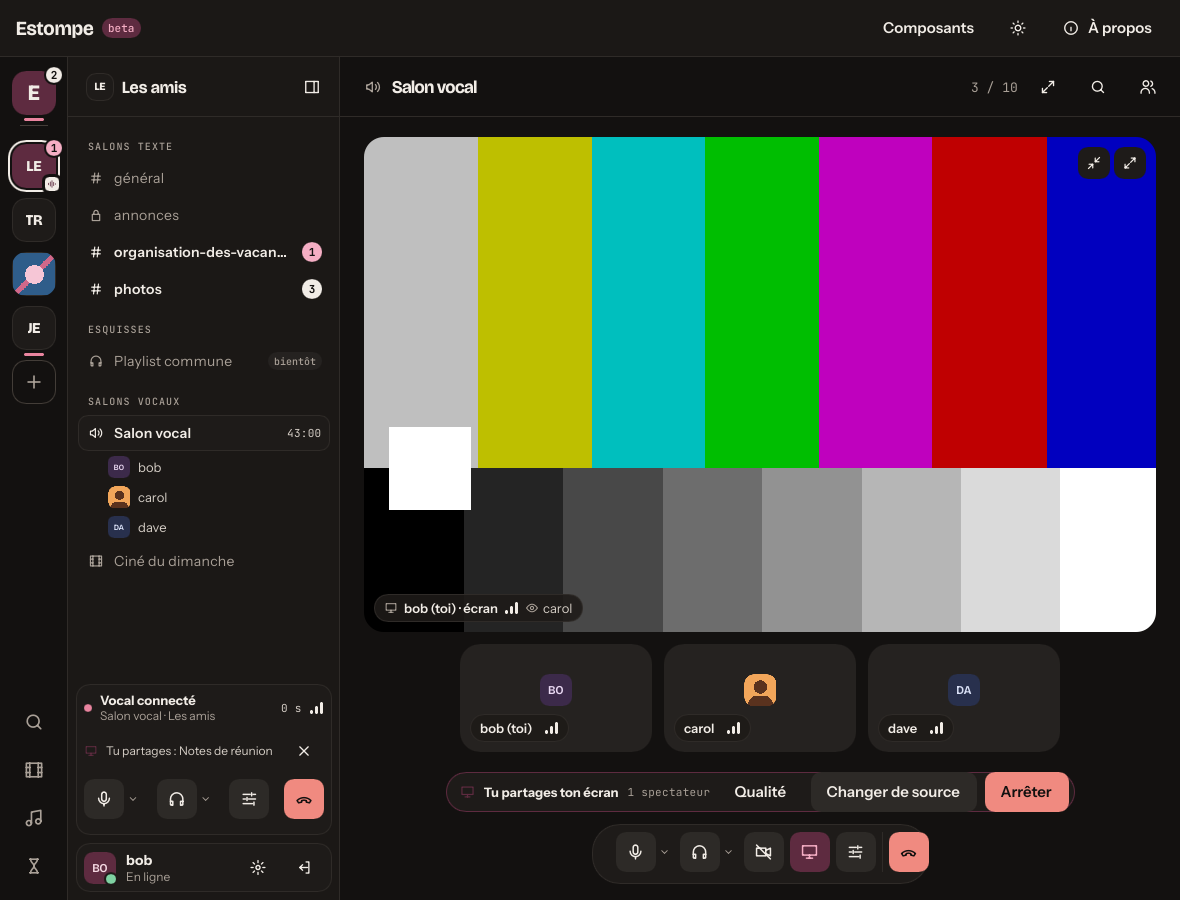 Estompe beta
Composants
À propos
E 2
LE 1
TR
JE
LE Les amis
SALONS TEXTE
# général
annonces
# organisation-des-vacan... 1
# photos 3
ESQUISSES
Playlist commune bientôt
SALONS VOCAUX
Salon vocal 43:00
BO bob
carol
DA dave
Ciné du dimanche
Vocal connecté
Salon vocal · Les amis
0 s
Tu partages : Notes de réunion
BO bob
En ligne
Salon vocal
3 / 10
bob (toi) · écran carol
BO
bob (toi)
carol
DA
dave
Tu partages ton écran 1 spectateur Qualité Changer de source Arrêter